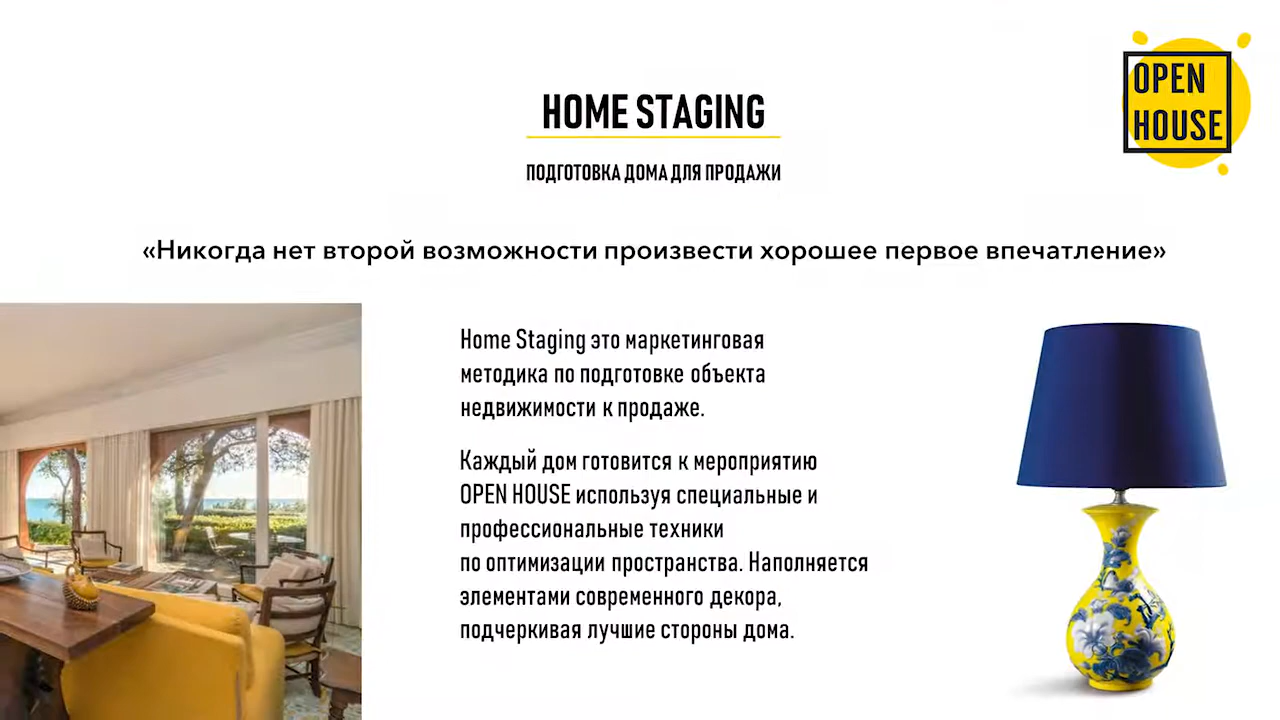 OPEN
HOUSE
HOME STAGING
ПОДГОТОВКА ДОМА ДЛЯ ПРОДАЖИ
«Никогда нет второй возможности произвести хорошее первое впечатление»
Home Staging это маркетинговая
методика по подготовке объекта
недвижимости к продаже.
Каждый дом готовится к мероприятию
OPEN HOUSE используя специальные и
профессиональные техники
по оптимизации пространства. Наполняется
элементами современного декора,
подчеркивая лучшие стороны дома.